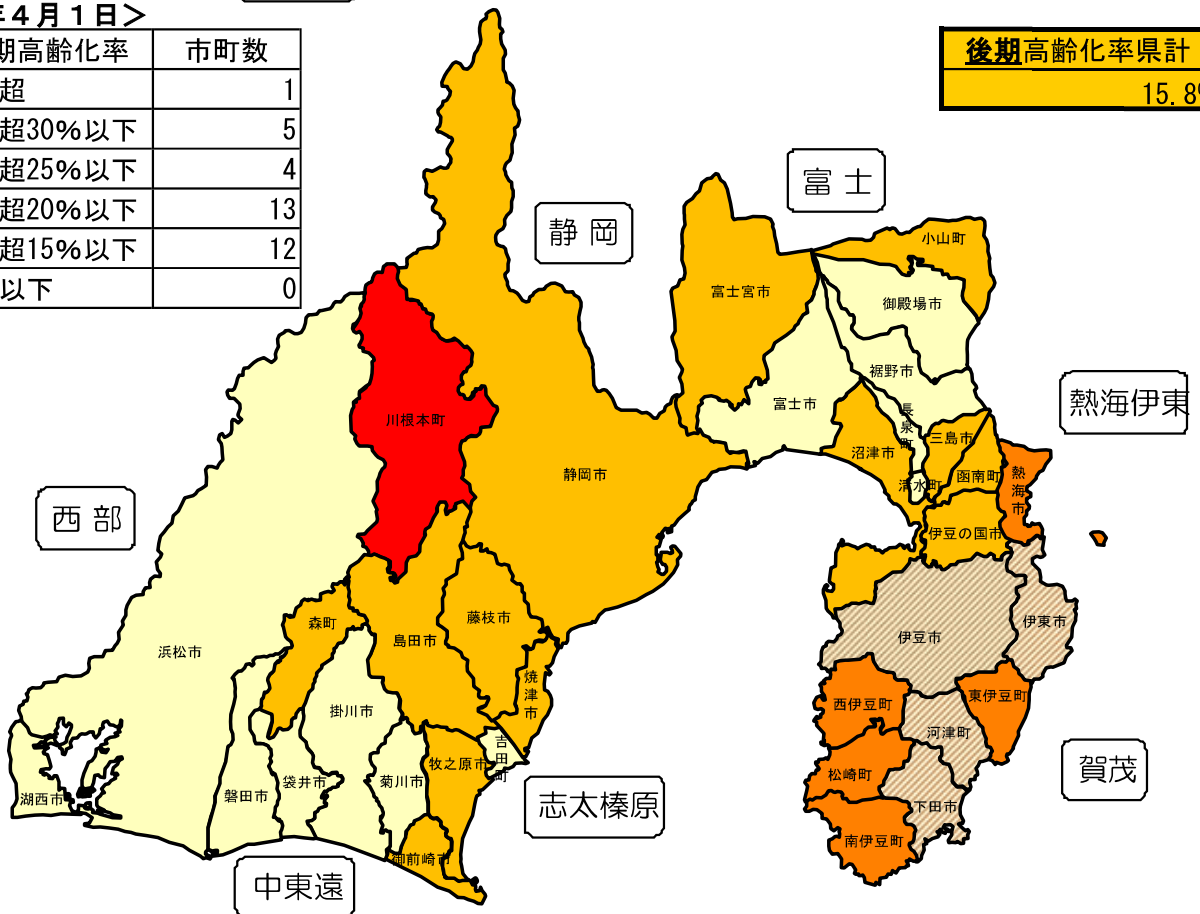 年４月１日＞
期高齢化率 市町数
超 1
超30%以下 5
超25%以下 4
超20%以下 13
超15%以下 12
以下 0
後期高齢化率県計
15.8%
富士
静岡
小山町
富士宮市
御殿場市
裾野市
熱海伊東
富士市
長泉町
川根本町
三島市
沼津市
静岡市
函南町
熱海市
清水町
西部
伊豆の国市
藤枝市
森町
伊東市
島田市
伊豆市
浜松市
焼津市
東伊豆町
西伊豆町
掛川市
河津町
吉田町
牧之原市
賀茂
松崎町
袋井市
菊川市
磐田市
湖西市
志太榛原
下田市
南伊豆町
御前崎市
中東遠